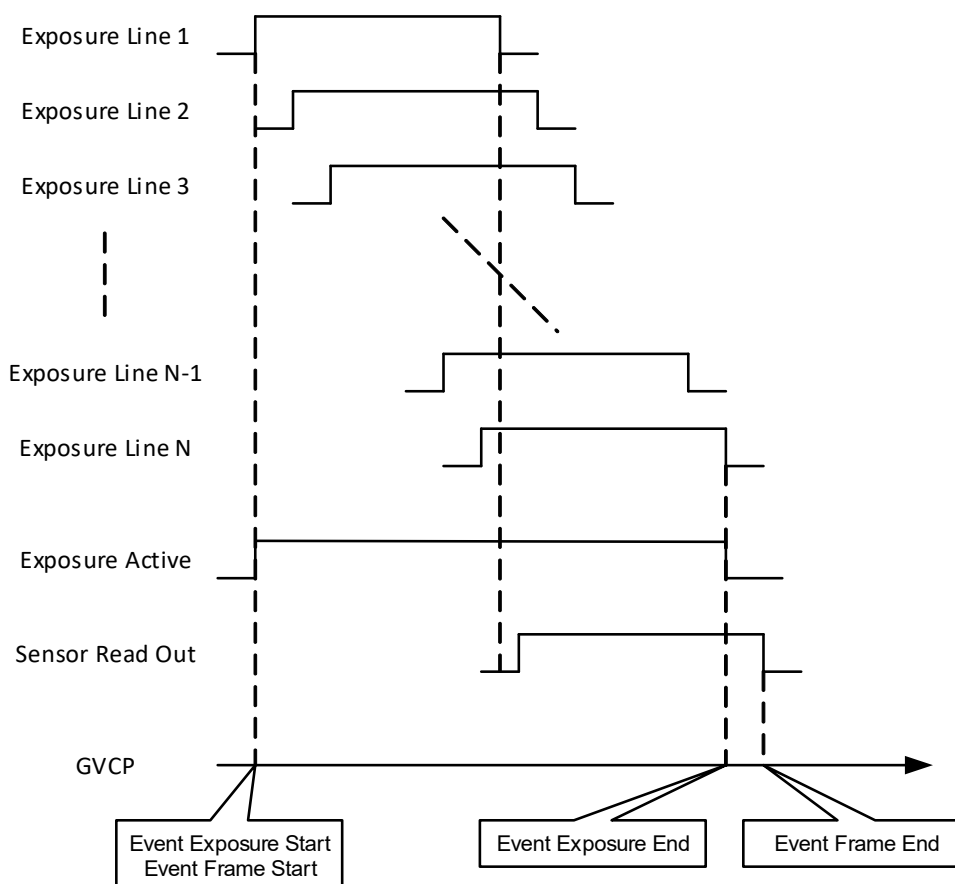 Exposure Line 1
Exposure Line 2
Exposure Line 3
Exposure Line N-1
Exposure Line N
Exposure Active
Sensor Read Out
GVCP
Event Exposure Start
Event Frame Start
Event Exposure End
Event Frame End